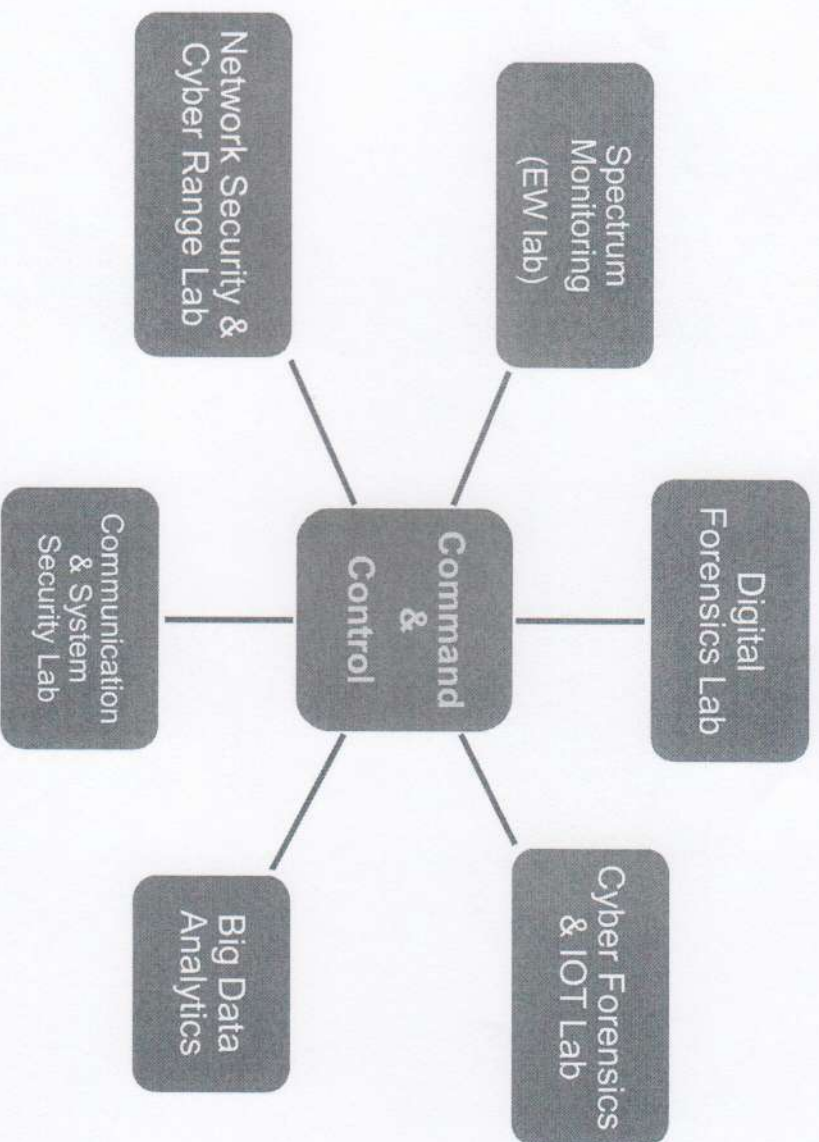 Digital
Forensics Lab
Spectrum
Monitoring
(EW lab)
Cyber Forensics
& IOT Lab
Command
&
Control
Network Security &
Cyber Range Lab
Big Data
Analytics
Communication
& System
Security Lab